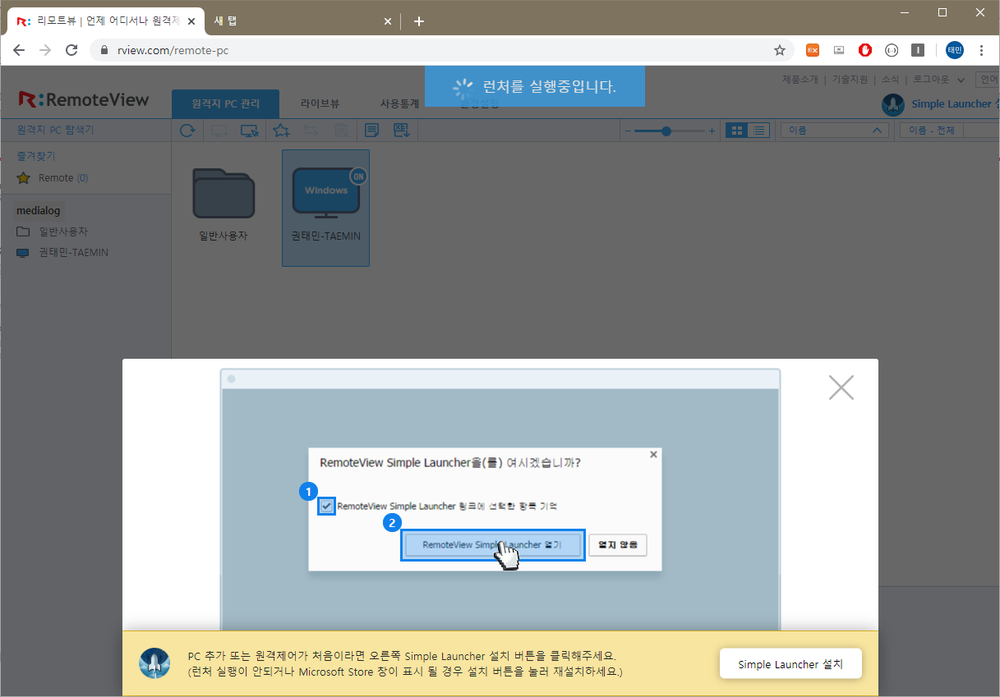 리모트뷰 | 언제 어디서나 원격제
새 탭
rview.com/remote-pc
태민
제품소개 | 기술지원 | 소식 | 로그아웃
언어
런처를 실행중입니다.
RemoteView
원격지 PC 관리
라이브뷰
사용통계
환경설정
Simple Launcher 설
원격지 PC 탐색기
이름
이름 - 전체
즐겨찾기
Remote (0)
medialog
일반사용자
권태민-TAEMIN
일반사용자
Windows
ON
권태민-TAEMIN
RemoteView Simple Launcher을(를) 여시겠습니까?
1
RemoteView Simple Launcher 링크에 선택한 항목 기억
2
RemoteView Simple Launcher 열기
열지 않음
PC 추가 또는 원격제어가 처음이라면 오른쪽 Simple Launcher 설치 버튼을 클릭해주세요.
(런처 실행이 안되거나 Microsoft Store 창이 표시 될 경우 설치 버튼을 눌러 재설치하세요.)
Simple Launcher 설치